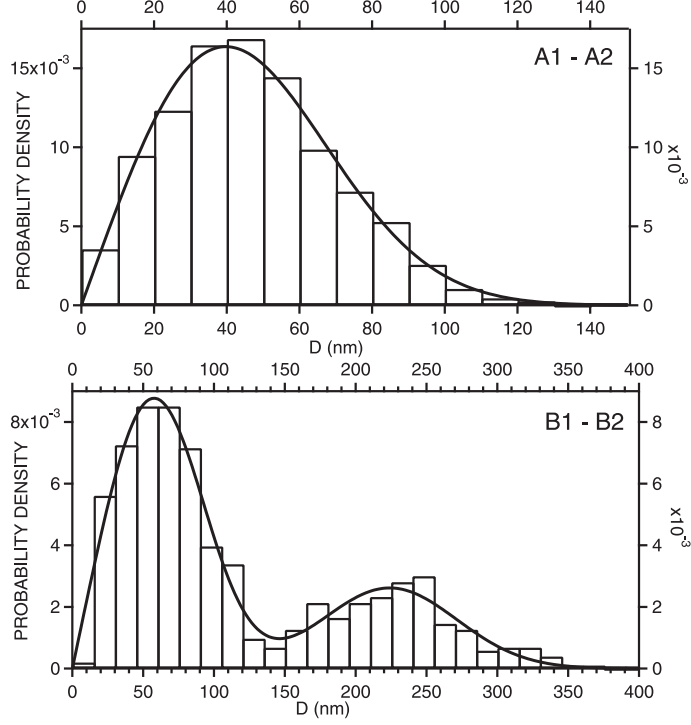 0 20 40 60 80 100 120 140
A1 - A2
PROBABILITY DENSITY
15x10-3
10
5
0
15
10
5
0
x10-3
0 20 40 60 80 100 120 140
D (nm)
0 50 100 150 200 250 300 350 400
B1 - B2
PROBABILITY DENSITY
8x10-3
6
4
2
0
8
6
4
2
0
x10-3
0 50 100 150 200 250 300 350 400
D (nm)